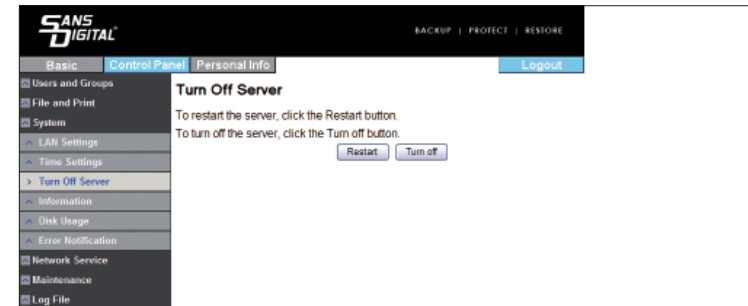 SANS DIGITAL
BACKUP | PROTECT | RESTORE
Basic Control Panel Personal Info Logout
Users and Groups
File and Print
System
LAN Settings
Time Settings
Turn Off Server
Information
Disk Usage
Error Notification
Network Service
Maintenance
Log File
Turn Off Server
To restart the server, click the Restart button.
To turn off the server, click the Turn off button.
Restart Turn off